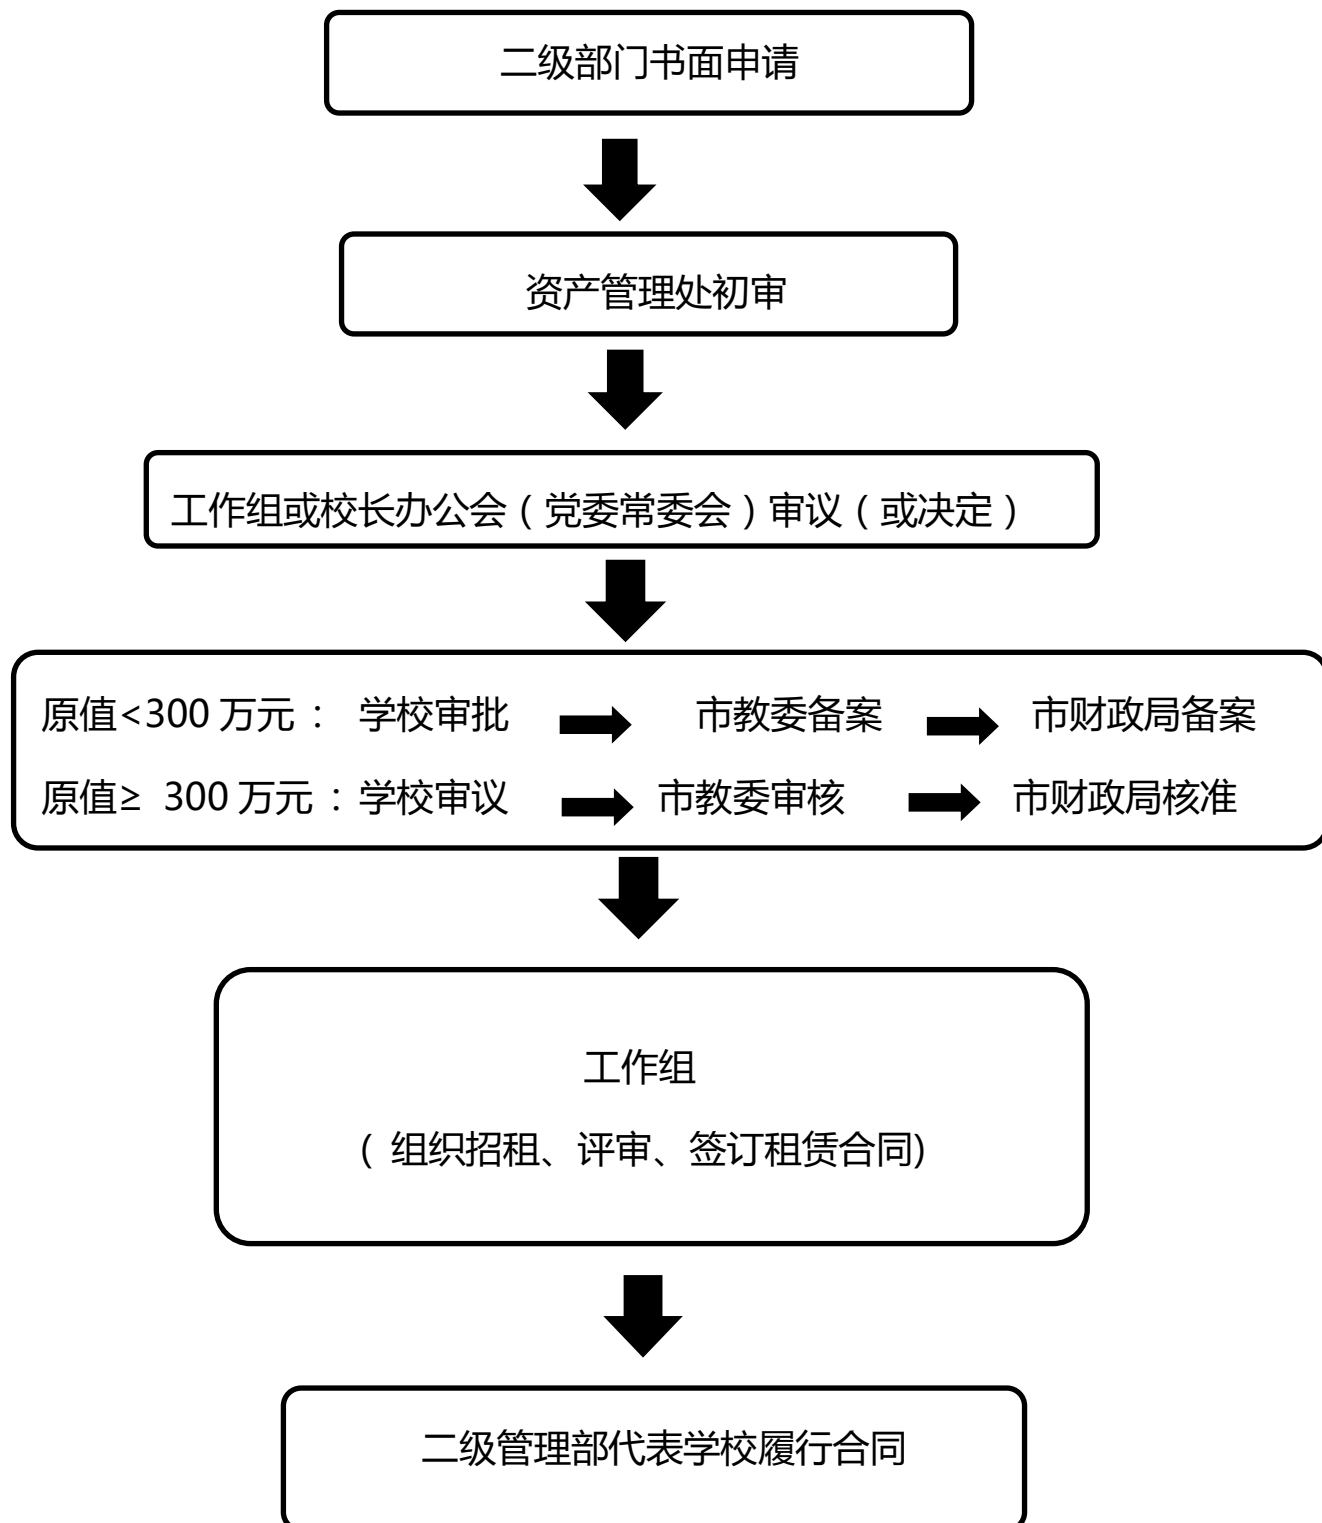 二级部门书面申请
资产管理处初审
工作组或校长办公会（党委常委会）审议（或决定）
原值<300 万元： 学校审批 市教委备案 市财政局备案
原值≥ 300 万元：学校审议 市教委审核 市财政局核准
工作组
（ 组织招租、评审、签订租赁合同)
二级管理部代表学校履行合同